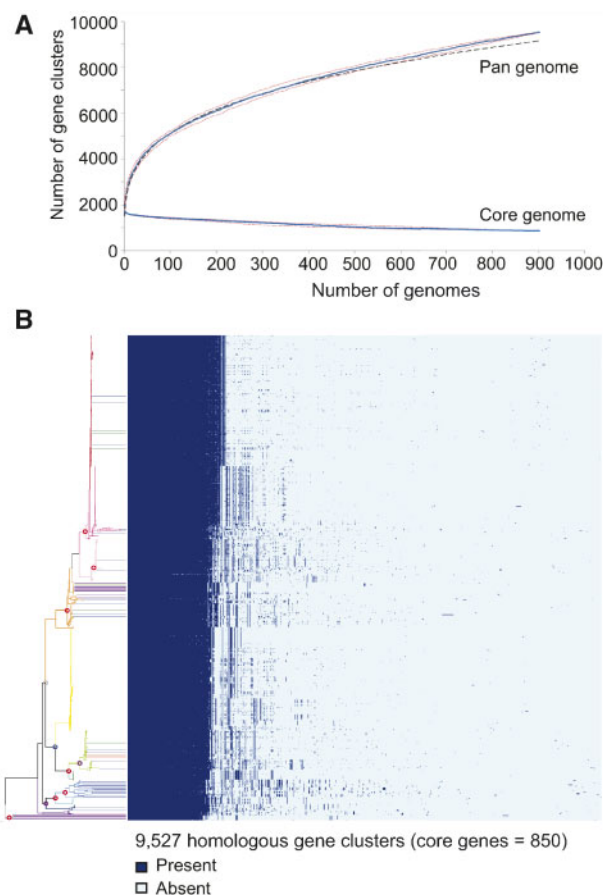 A
Number of gene clusters
10000
8000
6000
4000
2000
0
Pan genome
Core genome
0 100 200 300 400 500 600 700 800 900 1000
Number of genomes
B
9,527 homologous gene clusters (core genes = 850)
Present
Absent